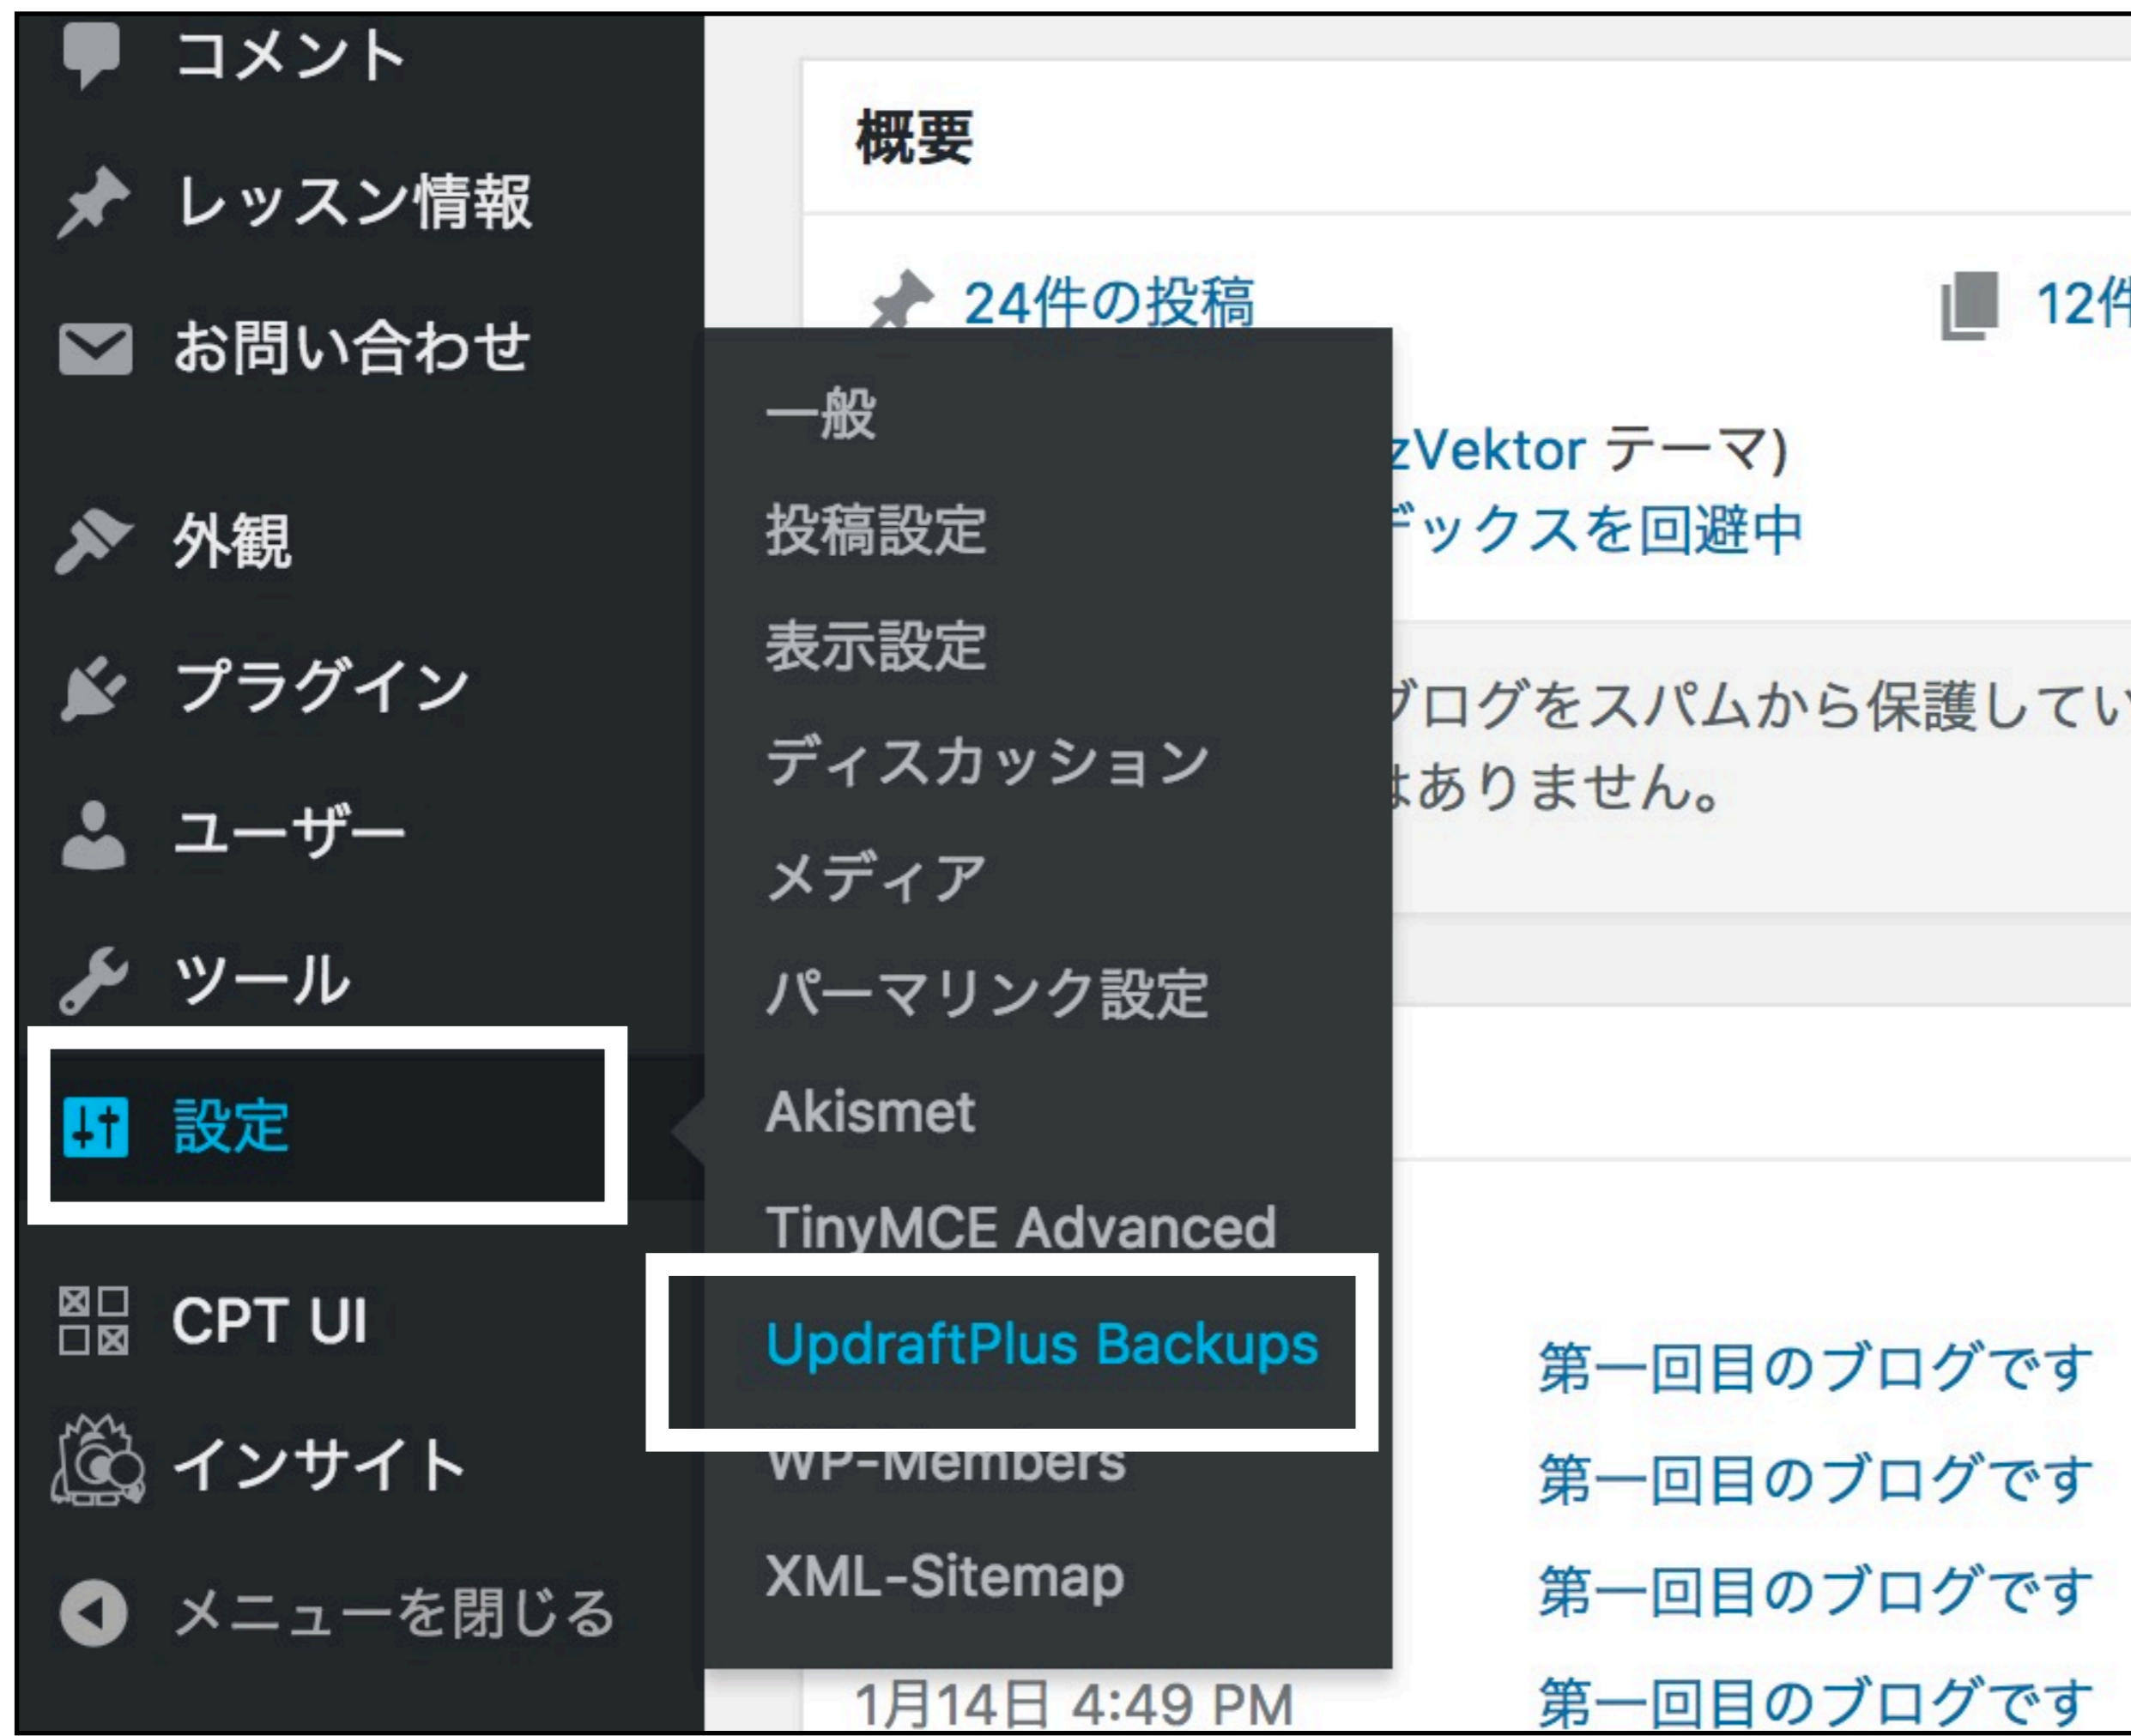 コメント
レッスン情報
お問い合わせ
外観
プラグイン
ユーザー
ツール
設定
CPT UI
インサイト
メニューを閉じる
一般
投稿設定
表示設定
ディスカッション
メディア
パーマリンク設定
Akismet
TinyMCE Advanced
UpdraftPlus Backups
WP-Members
XML-Sitemap
概要
24件の投稿
12件
zVektor テーマ)
デックスを回避中
ブログをスパムから保護してい
はありません。
第一回目のブログです
第一回目のブログです
第一回目のブログです
1月14日 4:49 PM 第一回目のブログです